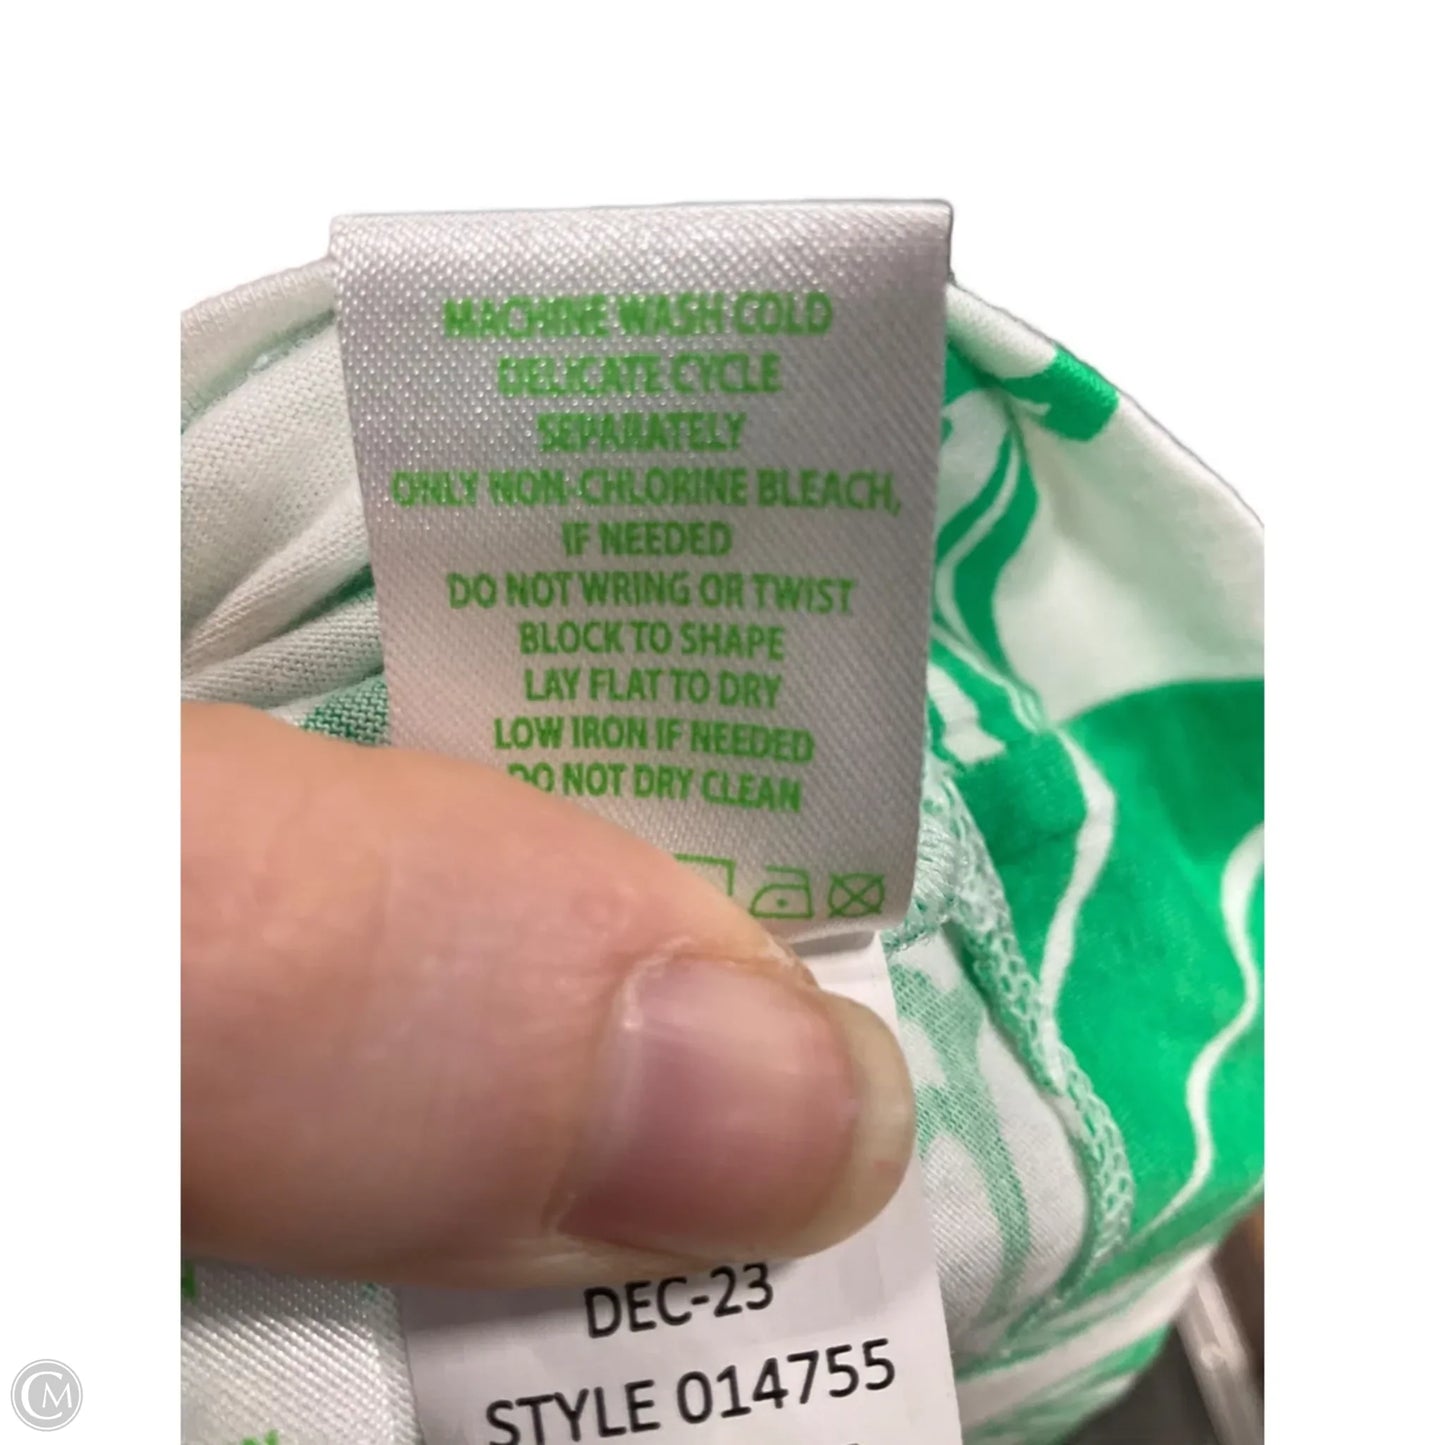 MACHINE WASH COLD
DELICATE CYCLE
SEPARATELY
ONLY NON-CHLORINE BLEACH,
IF NEEDED
DO NOT WRING OR TWIST
BLOCK TO SHAPE
LAY FLAT TO DRY
LOW IRON IF NEEDED
DO NOT DRY CLEAN
DEC-23
STYLE 014755
CM